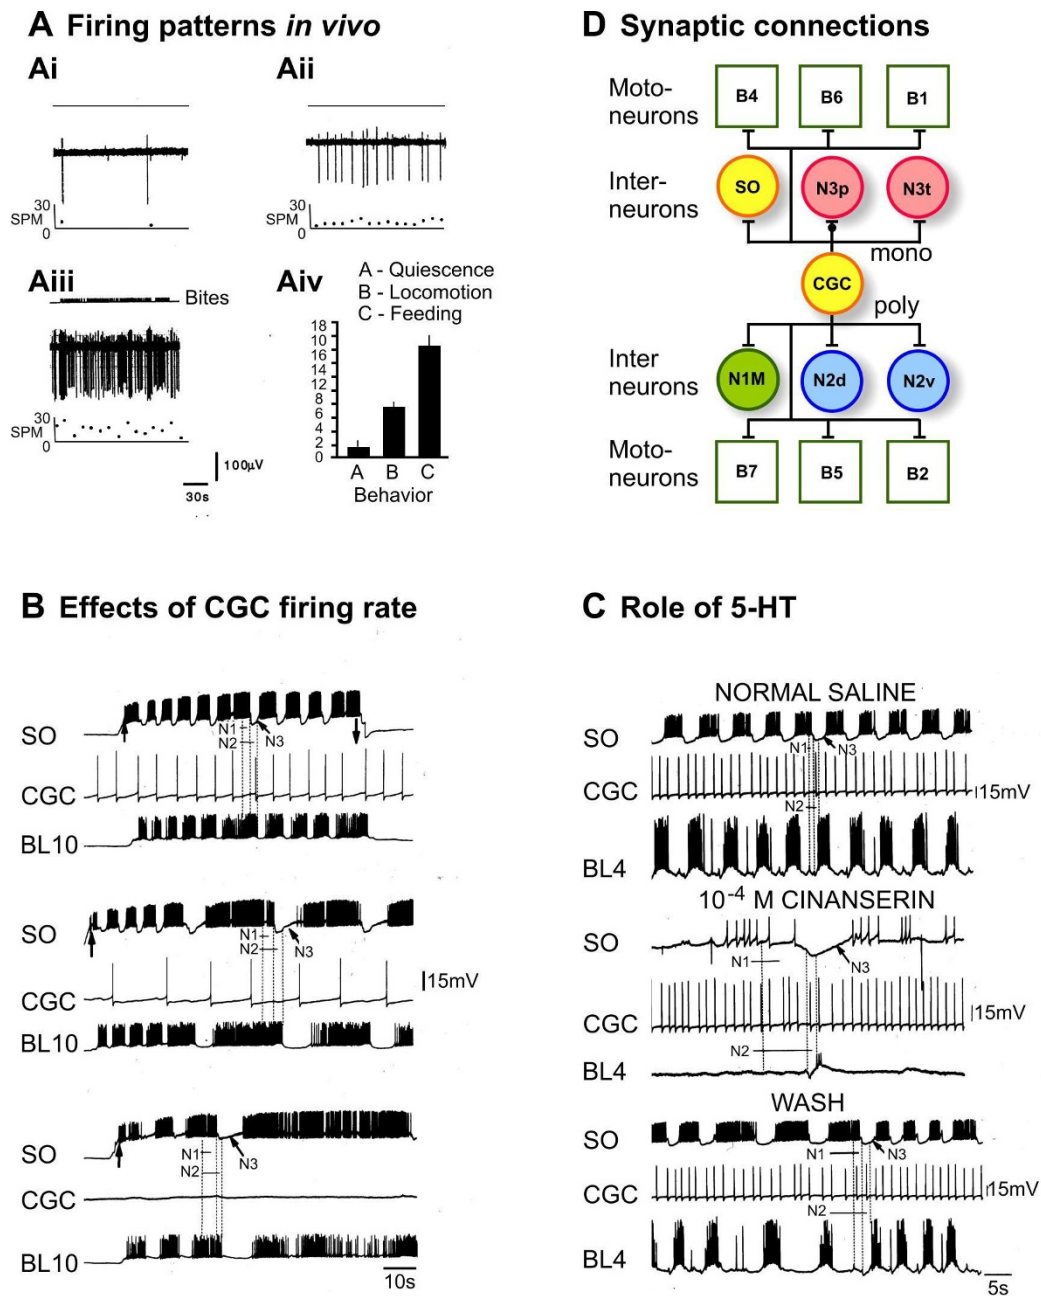 A Firing patterns in vivo
Ai
Aii
SPM 30
0
SPM 30
0
Aiii
Bites
SPM 30
0
100µV
30s
Aiv
A - Quiescence
B - Locomotion
C - Feeding
18
16
10
8
6
4
2
0
A B C
Behavior
D Synaptic connections
Moto-
neurons
B4 B6 B1
Inter-
neurons
SO N3p N3t
mono
CGC
poly
Inter
neurons
N1M N2d N2v
Moto-
neurons
B7 B5 B2
B Effects of CGC firing rate
SO
N1
N2
N3
CGC
BL10
SO
N1
N2
N3
CGC
15mV
BL10
SO
N1
N2
N3
CGC
BL10
10s
C Role of 5-HT
NORMAL SALINE
SO
N1
N3
CGC
15mV
N2
BL4
10-4 M CINANSERIN
SO
N1
N3
CGC
15mV
N2
BL4
WASH
SO
N1
N3
CGC
15mV
N2
BL4
5s